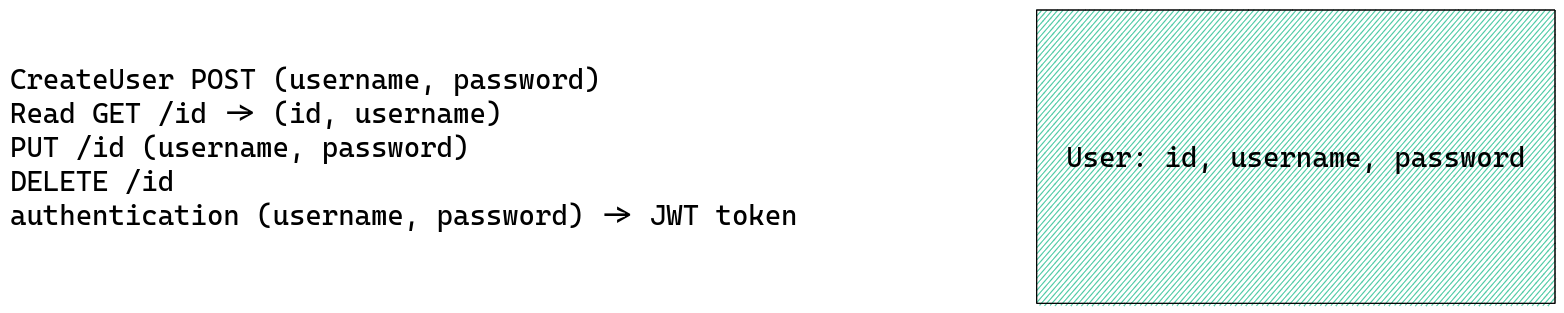 CreateUser POST (username, password)
Read GET /id -> (id, username)
PUT /id (username, password)
DELETE /id
authentication (username, password) -> JWT token
User: id, username, password